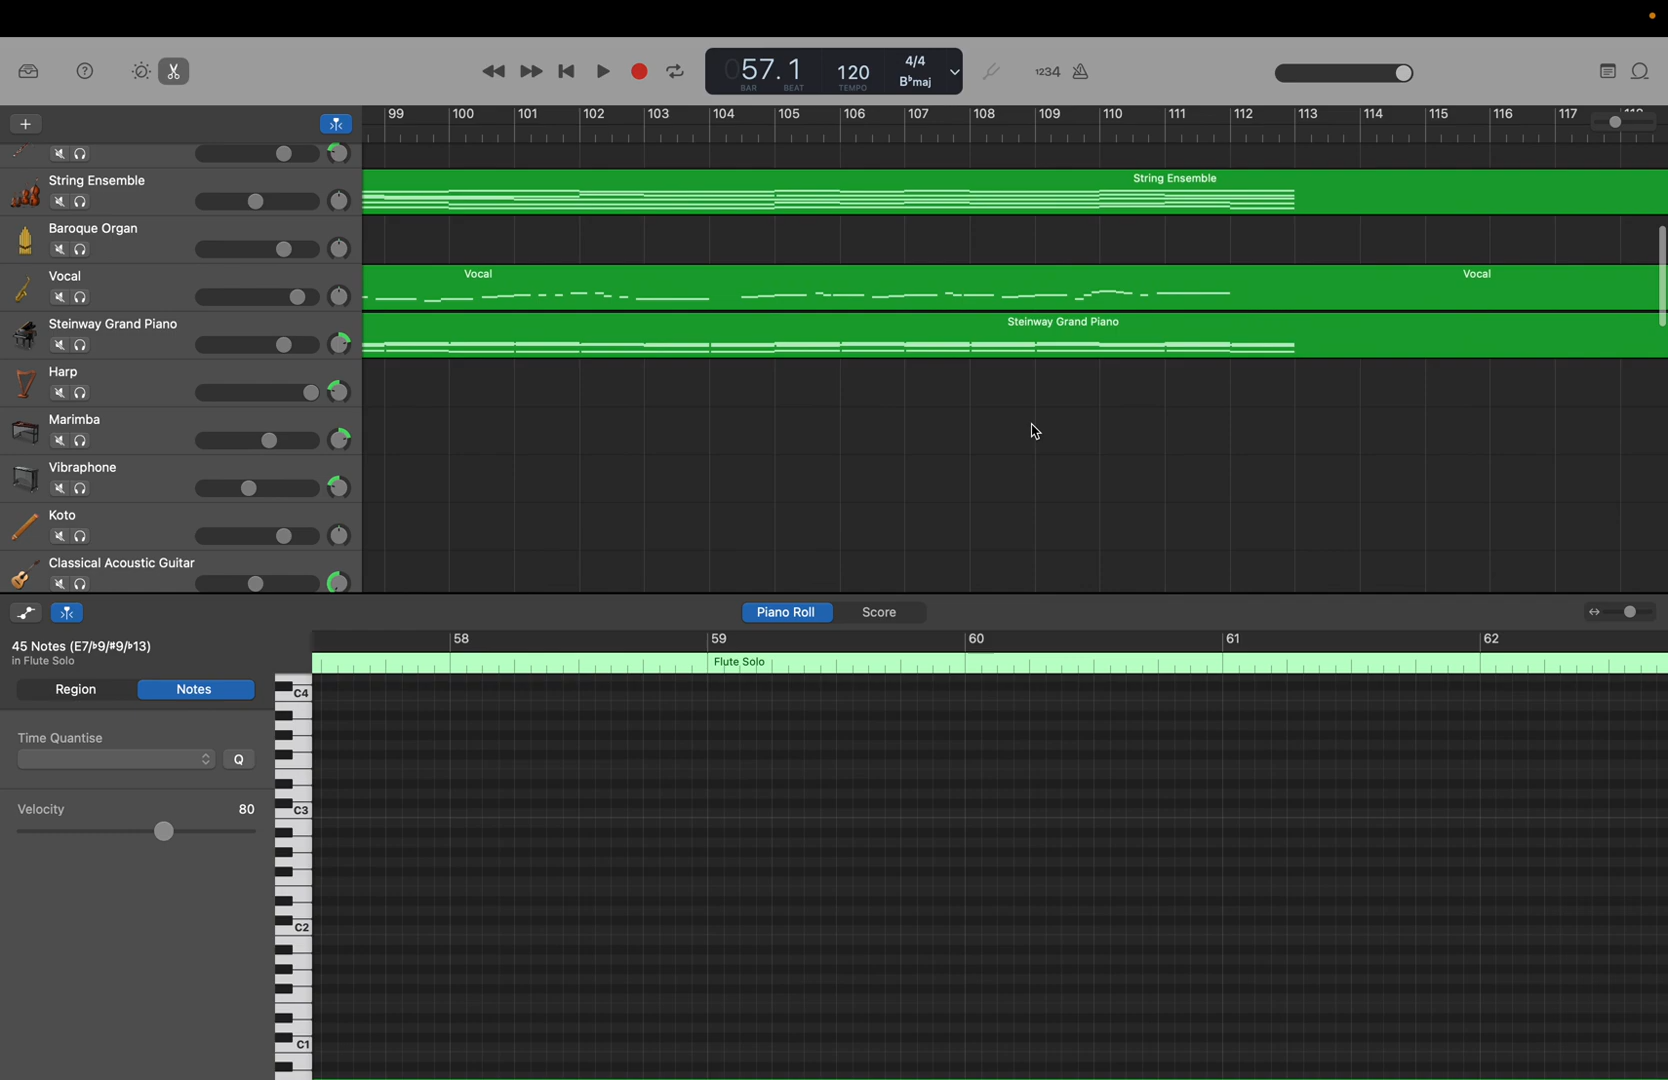 057.1 120 4/4
B♭maj
BAR BEAT TEMPO
1234
99 100 101 102 103 104 105 106 107 108 109 110 111 112 113 114 115 116 117
String Ensemble
String Ensemble
Baroque Organ
Vocal
Vocal
Vocal
Steinway Grand Piano
Steinway Grand Piano
Harp
Marimba
Vibraphone
Koto
Classical Acoustic Guitar
Piano Roll Score
45 Notes (E7/♭9/#9/♭13)
in Flute Solo
58 59 60 61 62
Flute Solo
Region Notes
Time Quantise
Q
Velocity 80
C4
C3
C2
C1